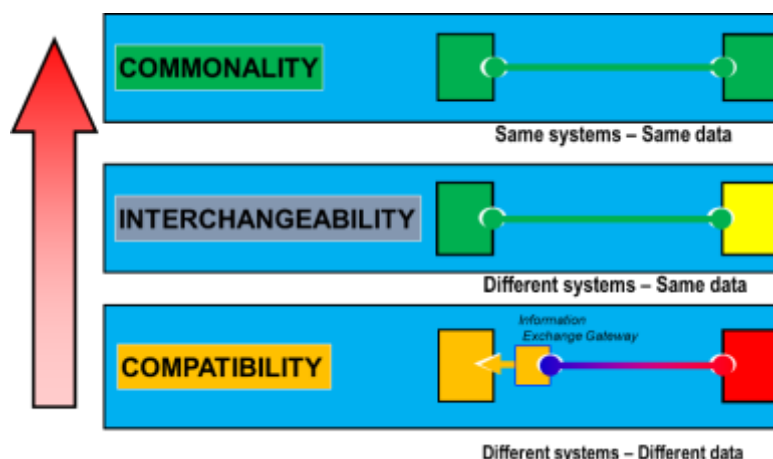 COMMONALITY
Same systems – Same data
INTERCHANGEABILITY
Different systems – Same data
Information
Exchange Gateway
COMPATIBILITY
Different systems – Different data